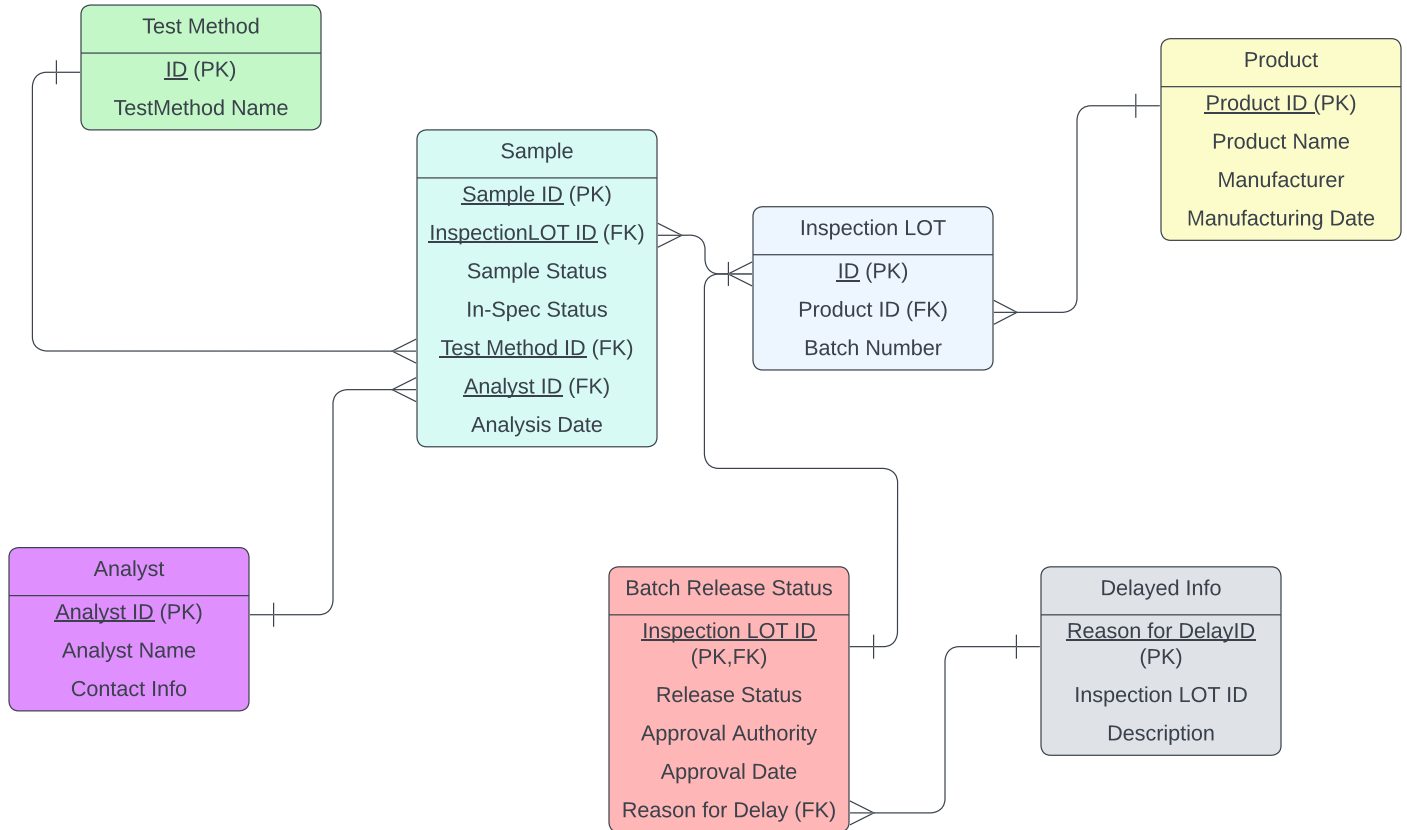 Test Method
ID (PK)
TestMethod Name
Product
Product ID (PK)
Product Name
Manufacturer
Manufacturing Date
Sample
Sample ID (PK)
InspectionLOT ID (FK)
Sample Status
In-Spec Status
Test Method ID (FK)
Analyst ID (FK)
Analysis Date
Inspection LOT
ID (PK)
Product ID (FK)
Batch Number
Analyst
Analyst ID (PK)
Analyst Name
Contact Info
Batch Release Status
Inspection LOT ID
(PK,FK)
Release Status
Approval Authority
Approval Date
Reason for Delay (FK)
Delayed Info
Reason for DelayID
(PK)
Inspection LOT ID
Description